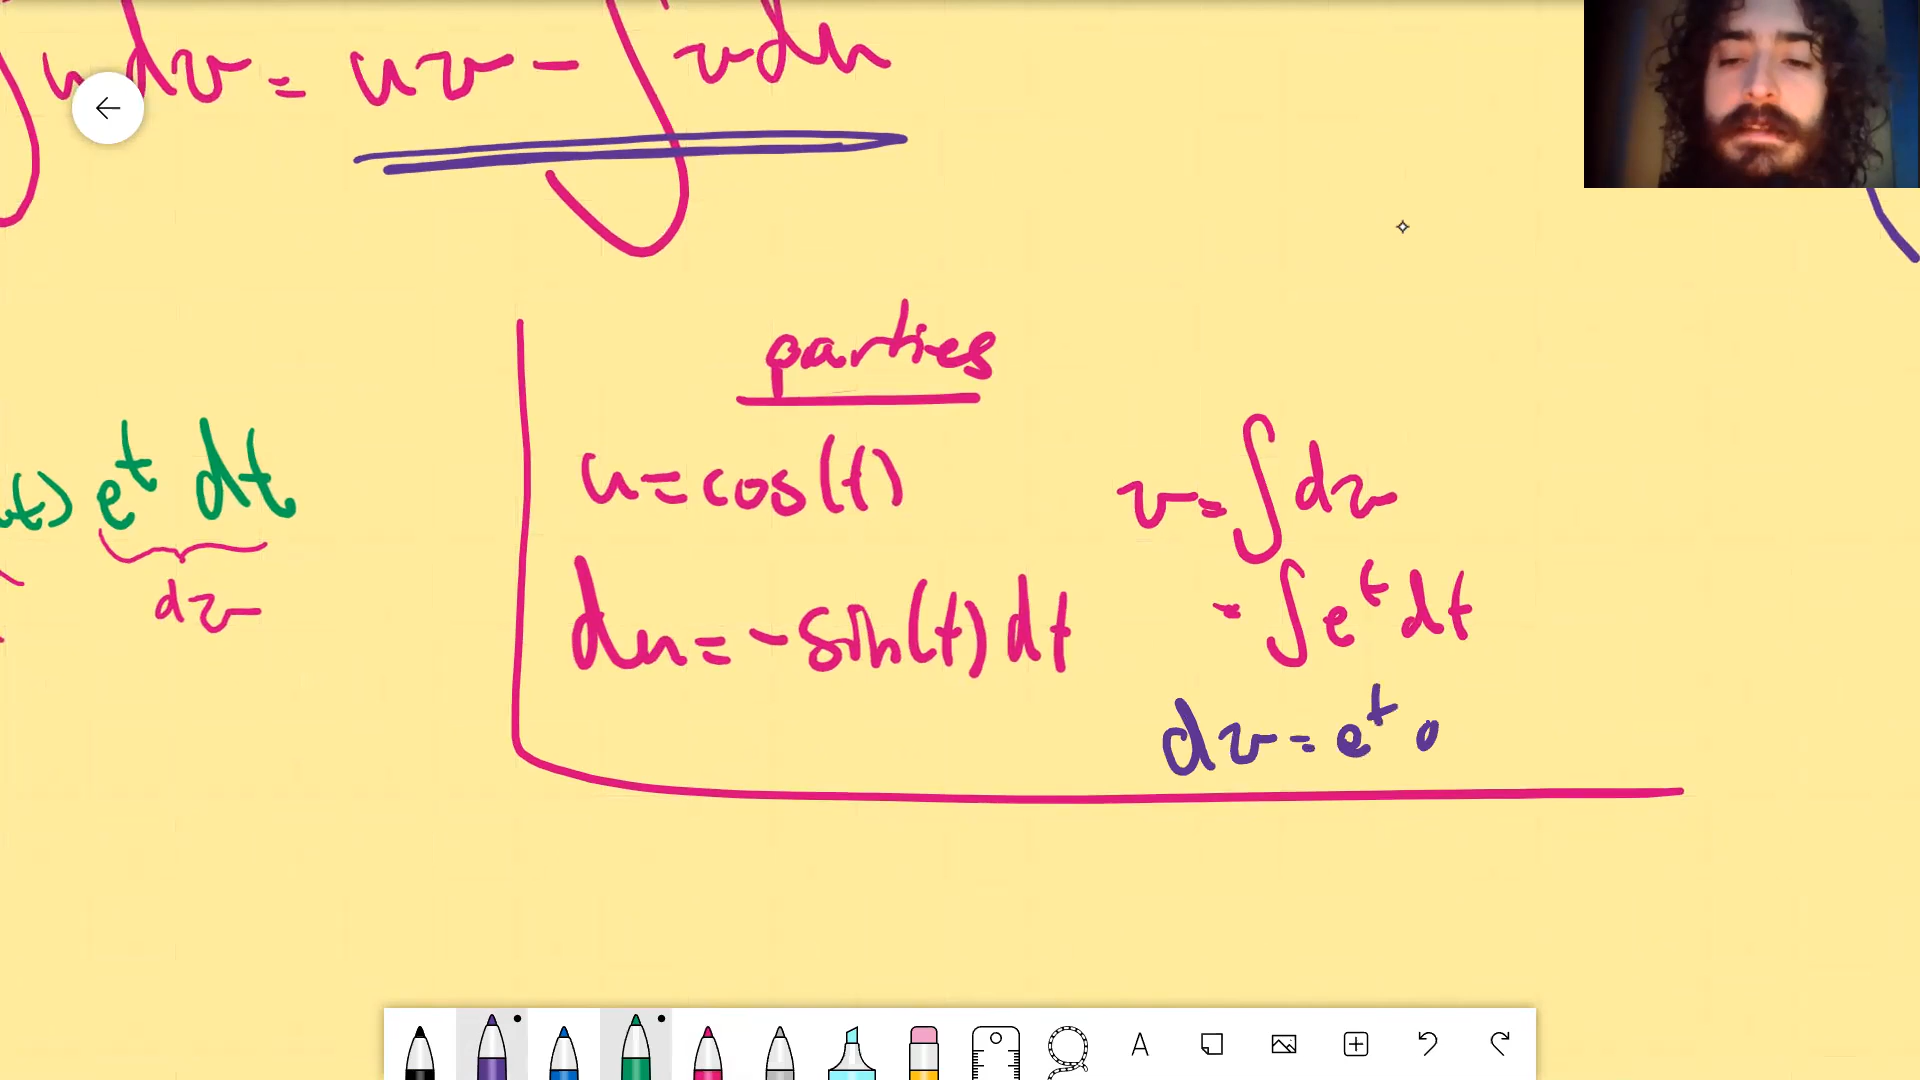 ∫udv = uv - ∫vdu
parties
u = cos(t)
v = ∫dv
t) e^t dt
dv
du = -sin(t) dt
= ∫e^t dt
dv = e^t
A